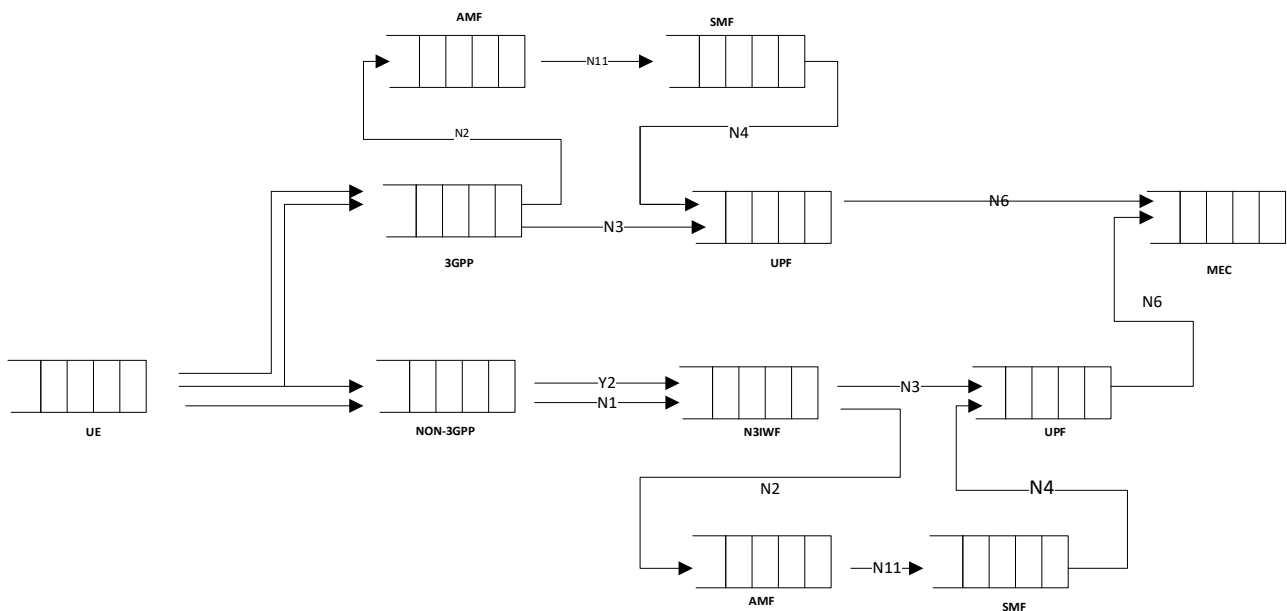 AMF
SMF
N11
N2
N4
N6
N3
3GPP
UPF
MEC
N6
Y2
N3
N1
UE
NON-3GPP
N3IWF
UPF
N2
N4
N11
AMF
SMF